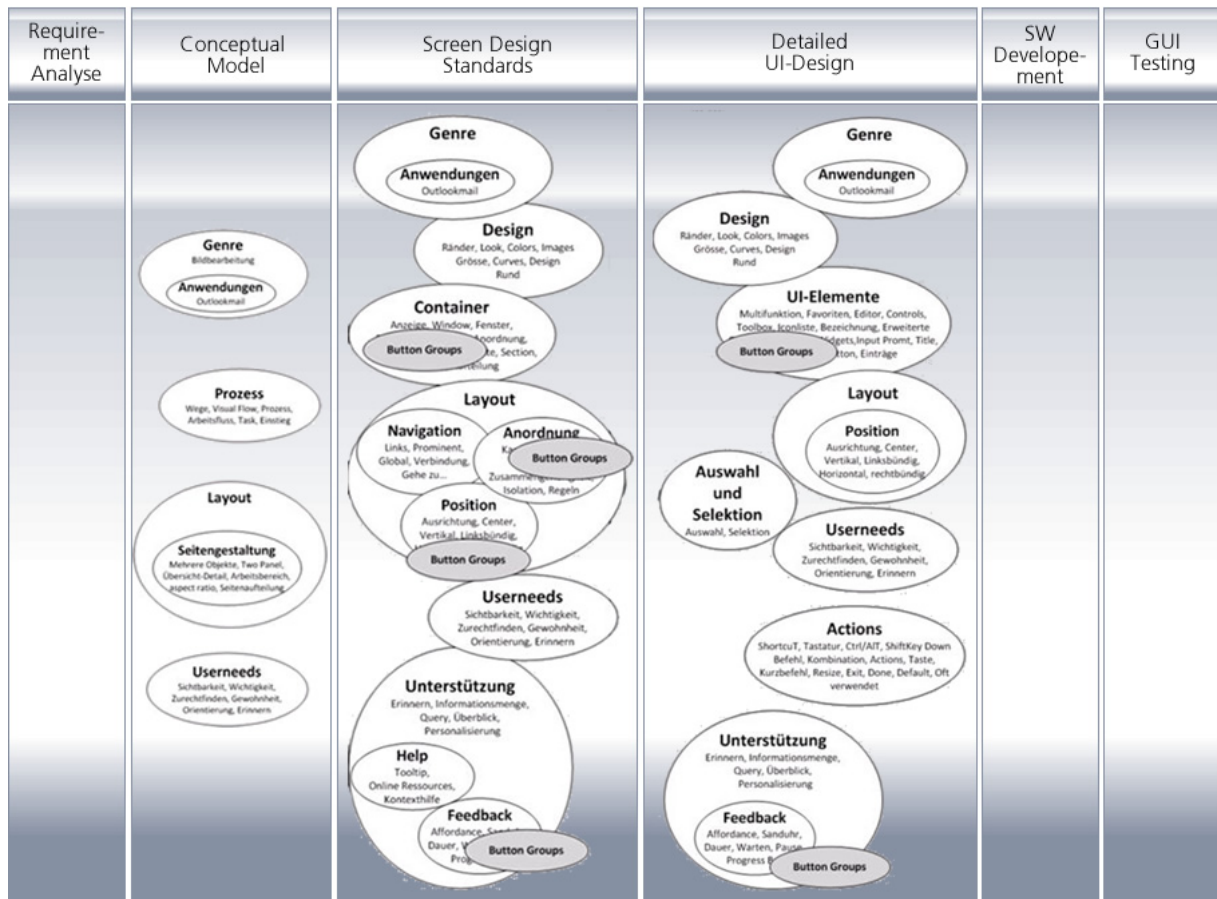 Require-
ment
Analyse
Conceptual
Model
Screen Design
Standards
Detailed
UI-Design
SW
Develope-
ment
GUI
Testing
Genre
Bildbearbeitung
Anwendungen
Outlookmail
Prozess
Wege, Visual Flow, Prozess,
Arbeitsfluss, Task, Einstieg
Layout
Seitengestaltung
Mehrere Objekte, Two Panel,
Übersicht-Detail, Arbeitsbereich,
aspect ratio, Seitenaufteilung
Userneeds
Sichtbarkeit, Wichtigkeit,
Zurechtfinden, Gewohnheit,
Orientierung, Erinnern
Genre
Anwendungen
Outlookmail
Design
Ränder, Look, Colors, Images
Grösse, Curves, Design
Rund
Container
Anzeige, Window, Fenster,
Anordnung,
Button Groups
Section,
Layout
Navigation
Links, Prominent,
Global, Verbindung,
Gehe zu...
Anordnung
Button Groups
Isolation, Regeln
Position
Ausrichtung, Center,
Vertikal, Linksbündig,
Button Groups
Userneeds
Sichtbarkeit, Wichtigkeit,
Zurechtfinden, Gewohnheit,
Orientierung, Erinnern
Unterstützung
Erinnern, Informationsmenge,
Query, Überblick,
Personalisierung
Help
Tooltip,
Online Ressources,
Kontexthilfe
Feedback
Affordance,
Dauer,
Button Groups
Genre
Anwendungen
Outlookmail
Design
Ränder, Look, Colors, Images
Grösse, Curves, Design
Rund
UI-Elemente
Multifunktion, Favoriten, Editor, Controls,
Toolbox, Iconliste, Bezeichnung, Erweiterte
Input Promt, Title,
Button Groups
Einträge
Layout
Position
Ausrichtung, Center,
Vertikal, Linksbündig,
Horizontal, rechtbündig
Auswahl
und
Selektion
Auswahl, Selektion
Userneeds
Sichtbarkeit, Wichtigkeit,
Zurechtfinden, Gewohnheit,
Orientierung, Erinnern
Actions
ShortcuT, Tastatur, Ctrl/AlT, ShiftKey Down
Befehl, Kombination, Actions, Taste,
Kurzbefehl, Resize, Exit, Done, Default, Oft
verwendet
Unterstützung
Erinnern, Informationsmenge,
Query, Überblick,
Personalisierung
Feedback
Affordance, Sanduhr,
Dauer, Warten, Pause,
Progress
Button Groups